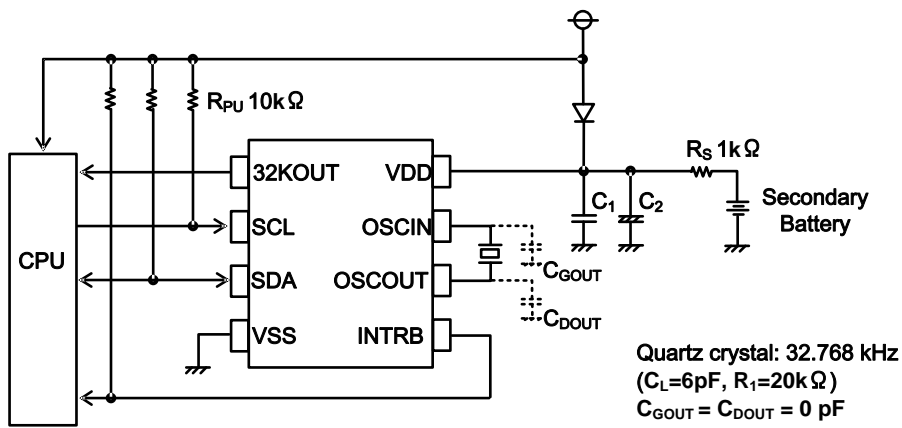 R_PU 10kΩ
32KOUT
VDD
R_S 1kΩ
C_1
C_2
Secondary
Battery
SCL
OSCIN
CPU
C_GOUT
SDA
OSCOUT
C_DOUT
VSS
INTRB
Quartz crystal: 32.768 kHz
(C_L=6pF, R_1=20kΩ)
C_GOUT = C_DOUT = 0 pF